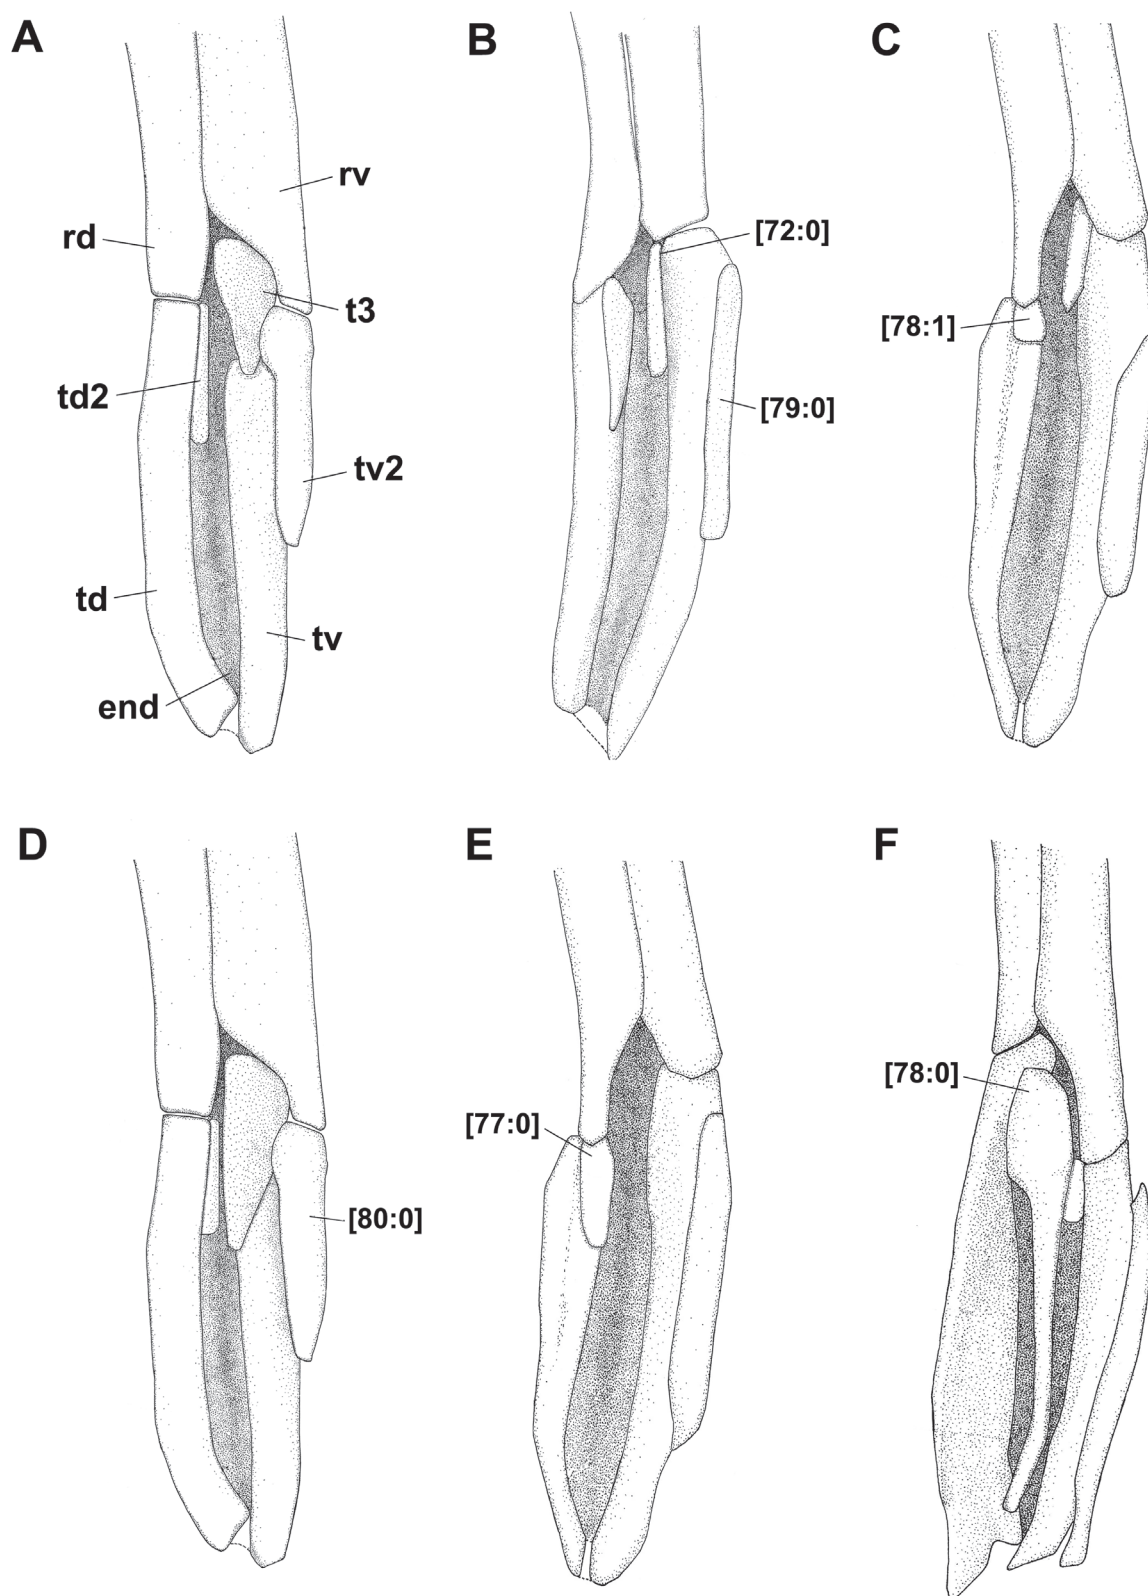 A
B
C
rv
rd
[72:0]
t3
[78:1]
td2
[79:0]
tv2
td
tv
end
D
E
F
[78:0]
[77:0]
[80:0]